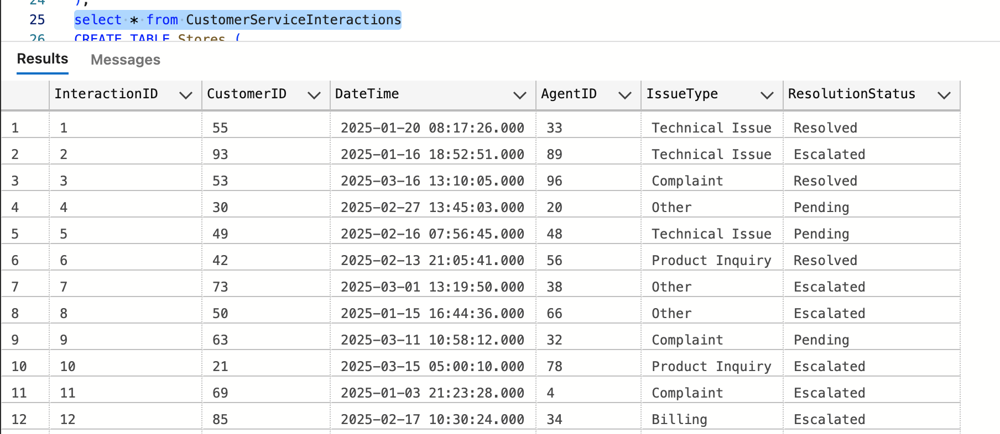 24 );
25 select * from CustomerServiceInteractions
26 CREATE TABLE Stores (
Results Messages
InteractionID CustomerID DateTime AgentID IssueType ResolutionStatus
1 1 55 2025-01-20 08:17:26.000 33 Technical Issue Resolved
2 2 93 2025-01-16 18:52:51.000 89 Technical Issue Escalated
3 3 53 2025-03-16 13:10:05.000 96 Complaint Resolved
4 4 30 2025-02-27 13:45:03.000 20 Other Pending
5 5 49 2025-02-16 07:56:45.000 48 Technical Issue Pending
6 6 42 2025-02-13 21:05:41.000 56 Product Inquiry Resolved
7 7 73 2025-03-01 13:19:50.000 38 Other Escalated
8 8 50 2025-01-15 16:44:36.000 66 Other Escalated
9 9 63 2025-03-11 10:58:12.000 32 Complaint Pending
10 10 21 2025-03-15 05:00:10.000 78 Product Inquiry Escalated
11 11 69 2025-01-03 21:23:28.000 4 Complaint Escalated
12 12 85 2025-02-17 10:30:24.000 34 Billing Escalated